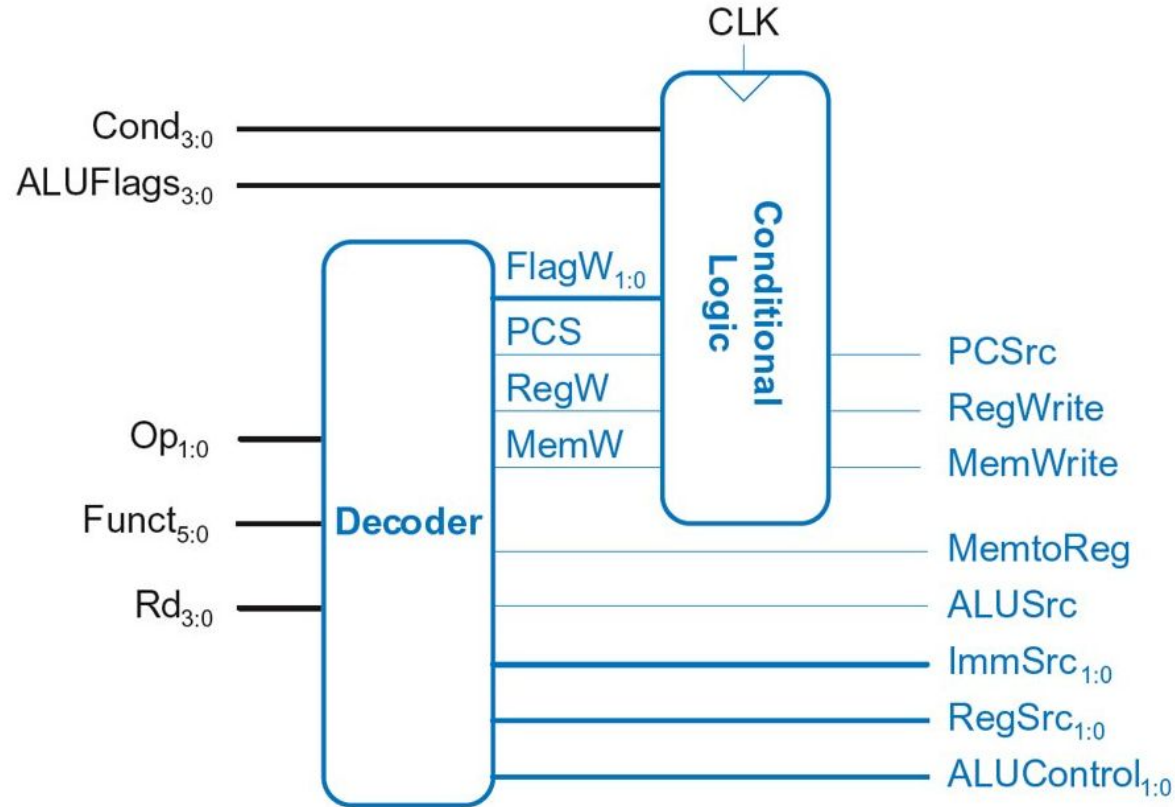 CLK
Cond3:0
ALUFlags3:0
Conditional
Logic
FlagW1:0
PCS
PCSrc
RegW
RegWrite
Op1:0
MemW
MemWrite
Funct5:0
Decoder
MemtoReg
Rd3:0
ALUSrc
ImmSrc1:0
RegSrc1:0
ALUControl1:0